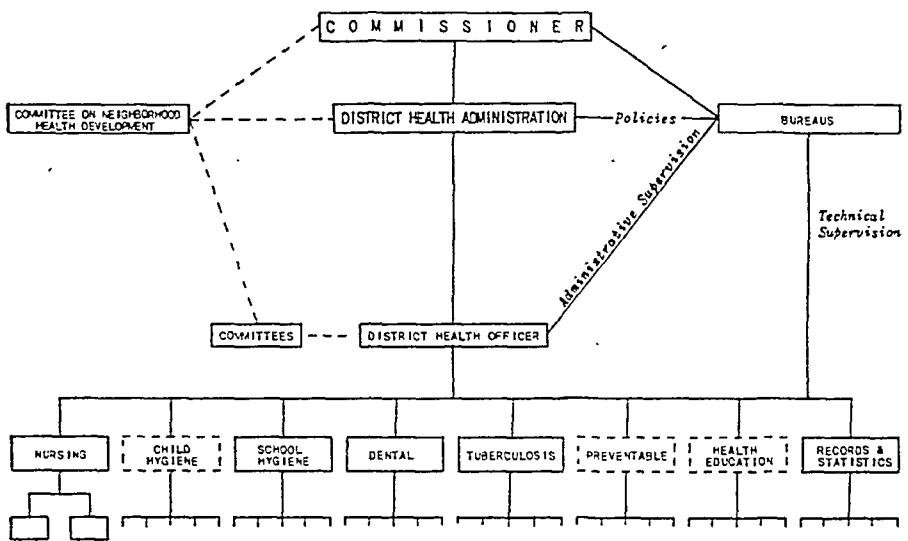 COMMISSIONER
COMMITTEE ON NEIGHBORHOOD
HEALTH DEVELOPMENT
DISTRICT HEALTH ADMINISTRATION
Policies
BUREAUS
Administrative Supervision
Technical
Supervision
COMMITTEES
DISTRICT HEALTH OFFICER
NURSING
CHILD
HYGIENE
SCHOOL
HYGIENE
DENTAL
TUBERCULOSIS
PREVENTABLE
HEALTH
EDUCATION
RECORDS &
STATISTICS